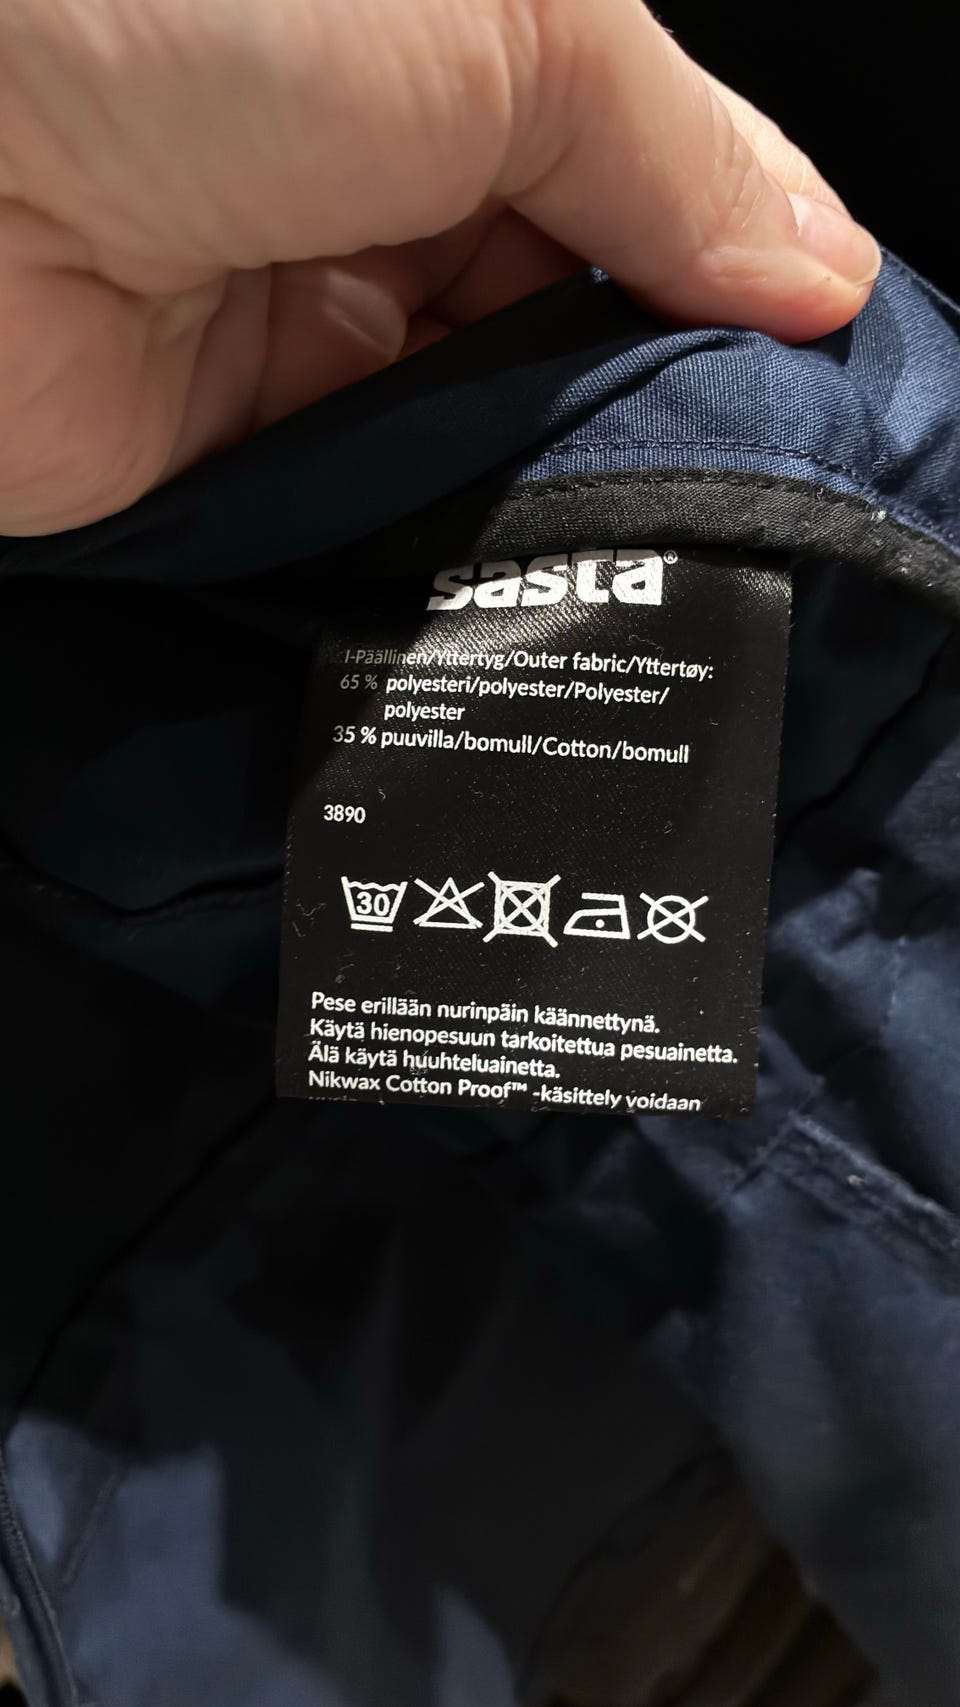 sasta®
I-Päällinen/Yttertyg/Outer fabric/Yttertøy:
65 % polyesteri/polyester/Polyester/
polyester
35 % puuvilla/bomull/Cotton/bomull
3890
30
Pese erillään nurinpäin käännettynä.
Käytä hienopesuun tarkoitettua pesuainetta.
Älä käytä huuhteluainetta.
Nikwax Cotton Proof™ -käsittely voidaan